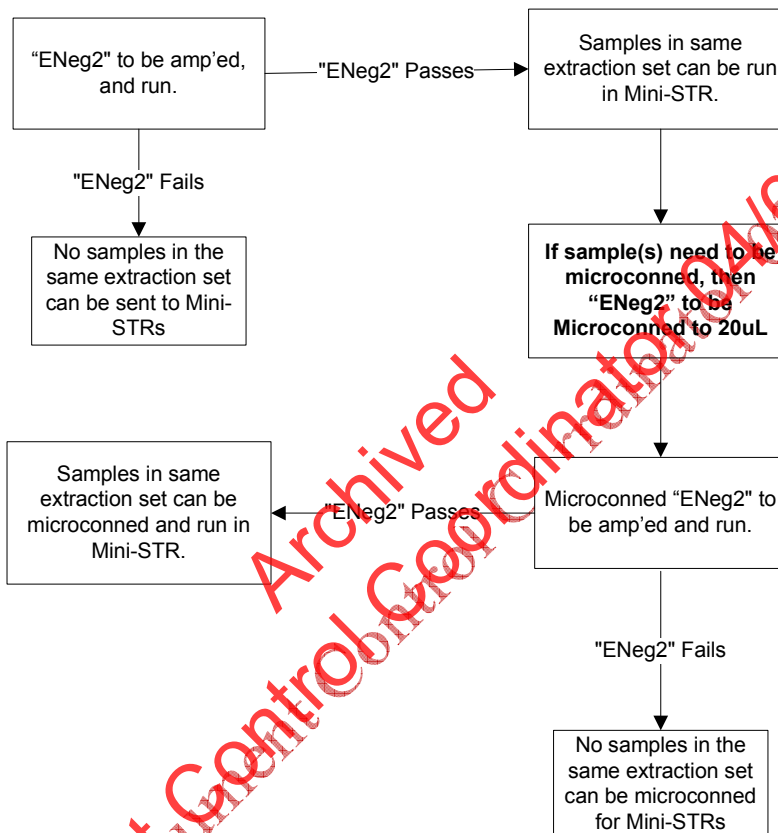 “ENeg2" to be amp’ed,
and run.
"ENeg2" Passes
Samples in same
extraction set can be run
in Mini-STR.
"ENeg2" Fails
No samples in the
same extraction set
can be sent to Mini-
STRs
If sample(s) need to be
microconned, then
“ENeg2” to be
Microconned to 20uL
Samples in same
extraction set can be
microconned and run in
Mini-STR.
"ENeg2" Passes
Microconned “ENeg2" to
be amp’ed and run.
"ENeg2" Fails
No samples in the
same extraction set
can be microconned
for Mini-STRs
Archived
Control Coordinator 04/
Control